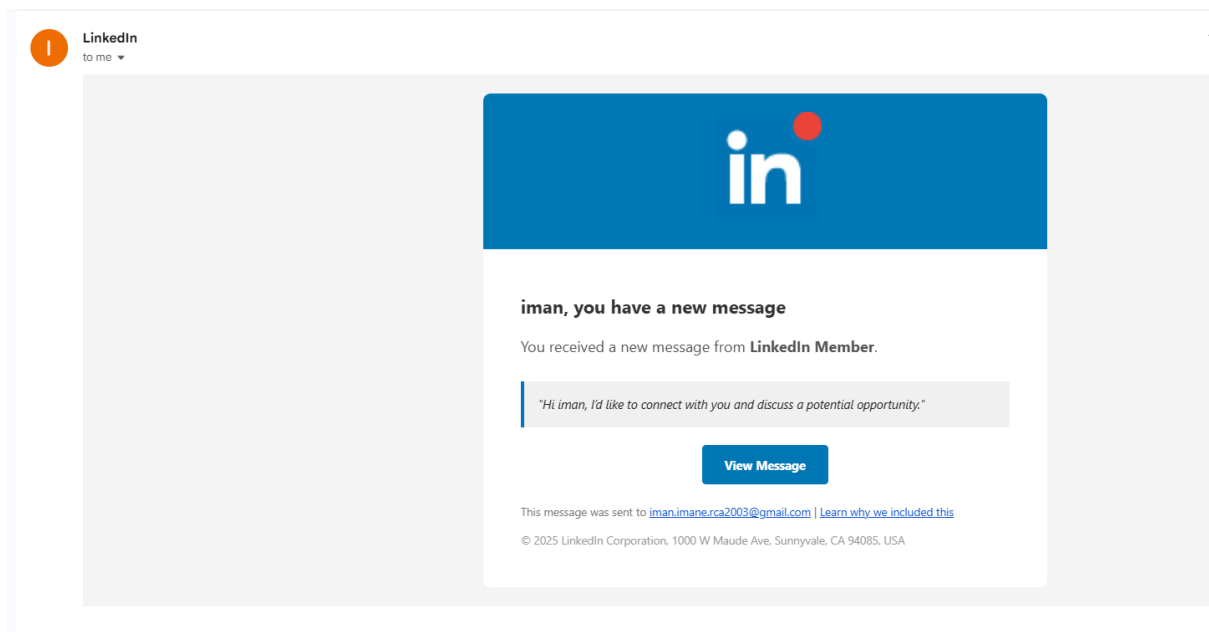 I
LinkedIn
to me
in
iman, you have a new message
You received a new message from LinkedIn Member.
"Hi iman, I'd like to connect with you and discuss a potential opportunity."
View Message
This message was sent to iman.imane.rca2003@gmail.com | Learn why we included this
© 2025 LinkedIn Corporation, 1000 W Maude Ave, Sunnyvale, CA 94085, USA